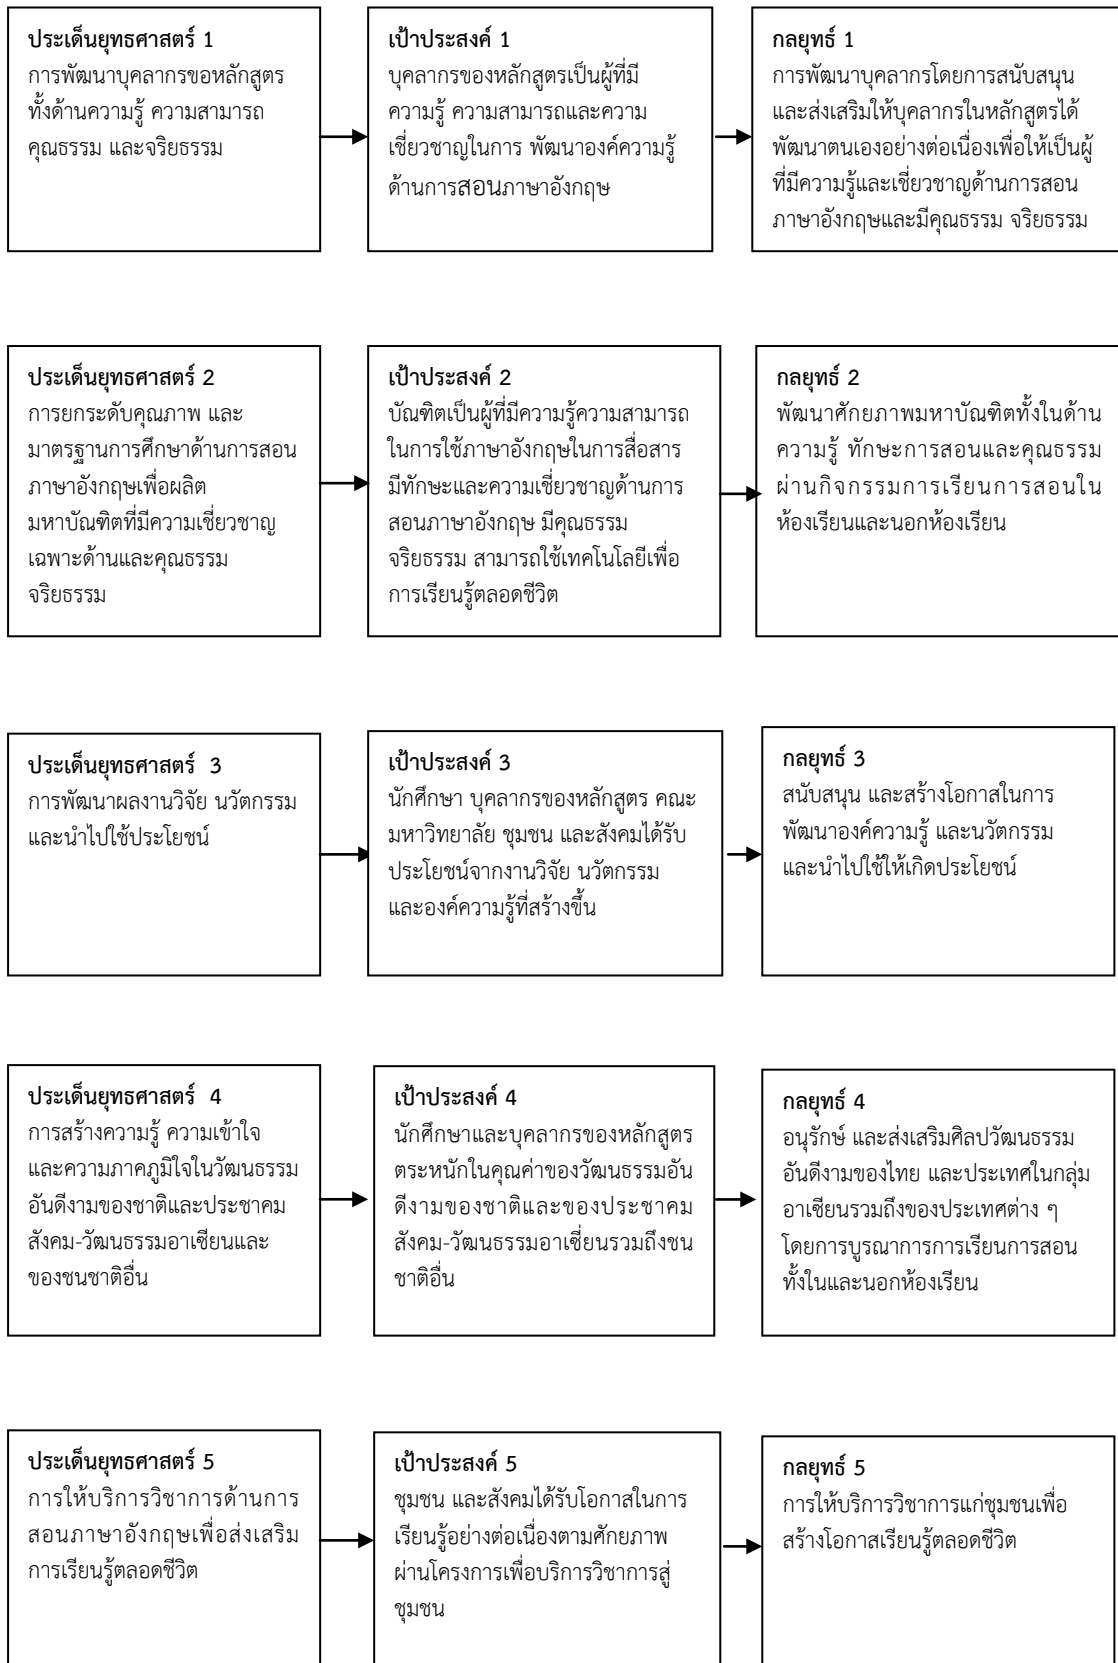 ประเด็นยุทธศาสตร์ 1
การพัฒนาบุคลากรขอหลักสูตร
ทั้งด้านความรู้ ความสามารถ
คุณธรรม และจริยธรรม
เป้าประสงค์ 1
บุคลากรของหลักสูตรเป็นผู้ที่มี
ความรู้ ความสามารถและความ
เชี่ยวชาญในการ พัฒนาองค์ความรู้
ด้านการสอนภาษาอังกฤษ
กลยุทธ์ 1
การพัฒนาบุคลากรโดยการสนับสนุน
และส่งเสริมให้บุคลากรในหลักสูตรได้
พัฒนาตนเองอย่างต่อเนื่องเพื่อให้เป็นผู้
ที่มีความรู้และเชี่ยวชาญด้านการสอน
ภาษาอังกฤษและมีคุณธรรม จริยธรรม
ประเด็นยุทธศาสตร์ 2
การยกระดับคุณภาพ และ
มาตรฐานการศึกษาด้านการสอน
ภาษาอังกฤษเพื่อผลิต
มหาบัณฑิตที่มีความเชี่ยวชาญ
เฉพาะด้านและคุณธรรม
จริยธรรม
เป้าประสงค์ 2
บัณฑิตเป็นผู้ที่มีความรู้ความสามารถ
ในการใช้ภาษาอังกฤษในการสื่อสาร
มีทักษะและความเชี่ยวชาญด้านการ
สอนภาษาอังกฤษ มีคุณธรรม
จริยธรรม สามารถใช้เทคโนโลยีเพื่อ
การเรียนรู้ตลอดชีวิต
กลยุทธ์ 2
พัฒนาศักยภาพมหาบัณฑิตทั้งในด้าน
ความรู้ ทักษะการสอนและคุณธรรม
ผ่านกิจกรรมการเรียนการสอนใน
ห้องเรียนและนอกห้องเรียน
ประเด็นยุทธศาสตร์ 3
การพัฒนาผลงานวิจัย นวัตกรรม
และนำไปใช้ประโยชน์
เป้าประสงค์ 3
นักศึกษา บุคลากรของหลักสูตร คณะ
มหาวิทยาลัย ชุมชน และสังคมได้รับ
ประโยชน์จากงานวิจัย นวัตกรรม
และองค์ความรู้ที่สร้างขึ้น
กลยุทธ์ 3
สนับสนุน และสร้างโอกาสในการ
พัฒนาองค์ความรู้ และนวัตกรรม
และนำไปใช้ให้เกิดประโยชน์
ประเด็นยุทธศาสตร์ 4
การสร้างความรู้ ความเข้าใจ
และความภาคภูมิใจในวัฒนธรรม
อันดีงามของชาติและประชาคม
สังคม-วัฒนธรรมอาเซียนและ
ของชนชาติอื่น
เป้าประสงค์ 4
นักศึกษาและบุคลากรของหลักสูตร
ตระหนักในคุณค่าของวัฒนธรรมอัน
ดีงามของชาติและของประชาคม
สังคม-วัฒนธรรมอาเซี่ยนรวมถึงชน
ชาติอื่น
กลยุทธ์ 4
อนุรักษ์ และส่งเสริมศิลปวัฒนธรรม
อันดีงามของไทย และประเทศในกลุ่ม
อาเซียนรวมถึงของประเทศต่าง ๆ
โดยการบูรณาการการเรียนการสอน
ทั้งในและนอกห้องเรียน
ประเด็นยุทธศาสตร์ 5
การให้บริการวิชาการด้านการ
สอนภาษาอังกฤษเพื่อส่งเสริม
การเรียนรู้ตลอดชีวิต
เป้าประสงค์ 5
ชุมชน และสังคมได้รับโอกาสในการ
เรียนรู้อย่างต่อเนื่องตามศักยภาพ
ผ่านโครงการเพื่อบริการวิชาการสู่
ชุมชน
กลยุทธ์ 5
การให้บริการวิชาการแก่ชุมชนเพื่อ
สร้างโอกาสเรียนรู้ตลอดชีวิต